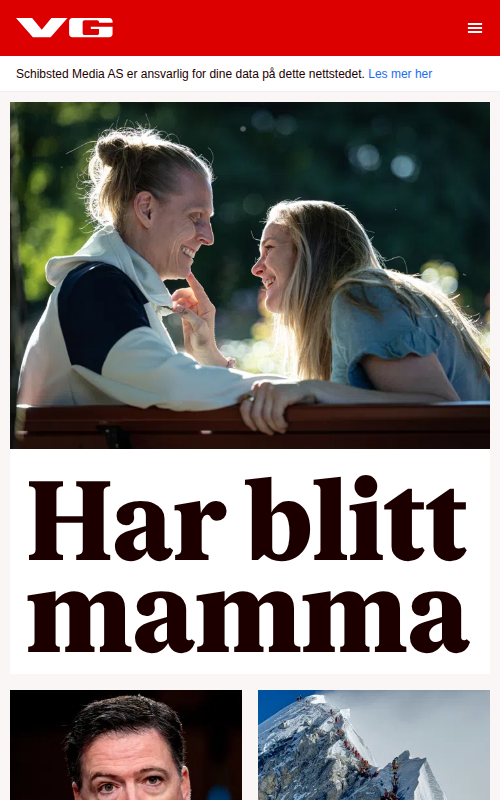 VG
Schibsted Media AS er ansvarlig for dine data på dette nettstedet. Les mer her
Har blitt
mamma